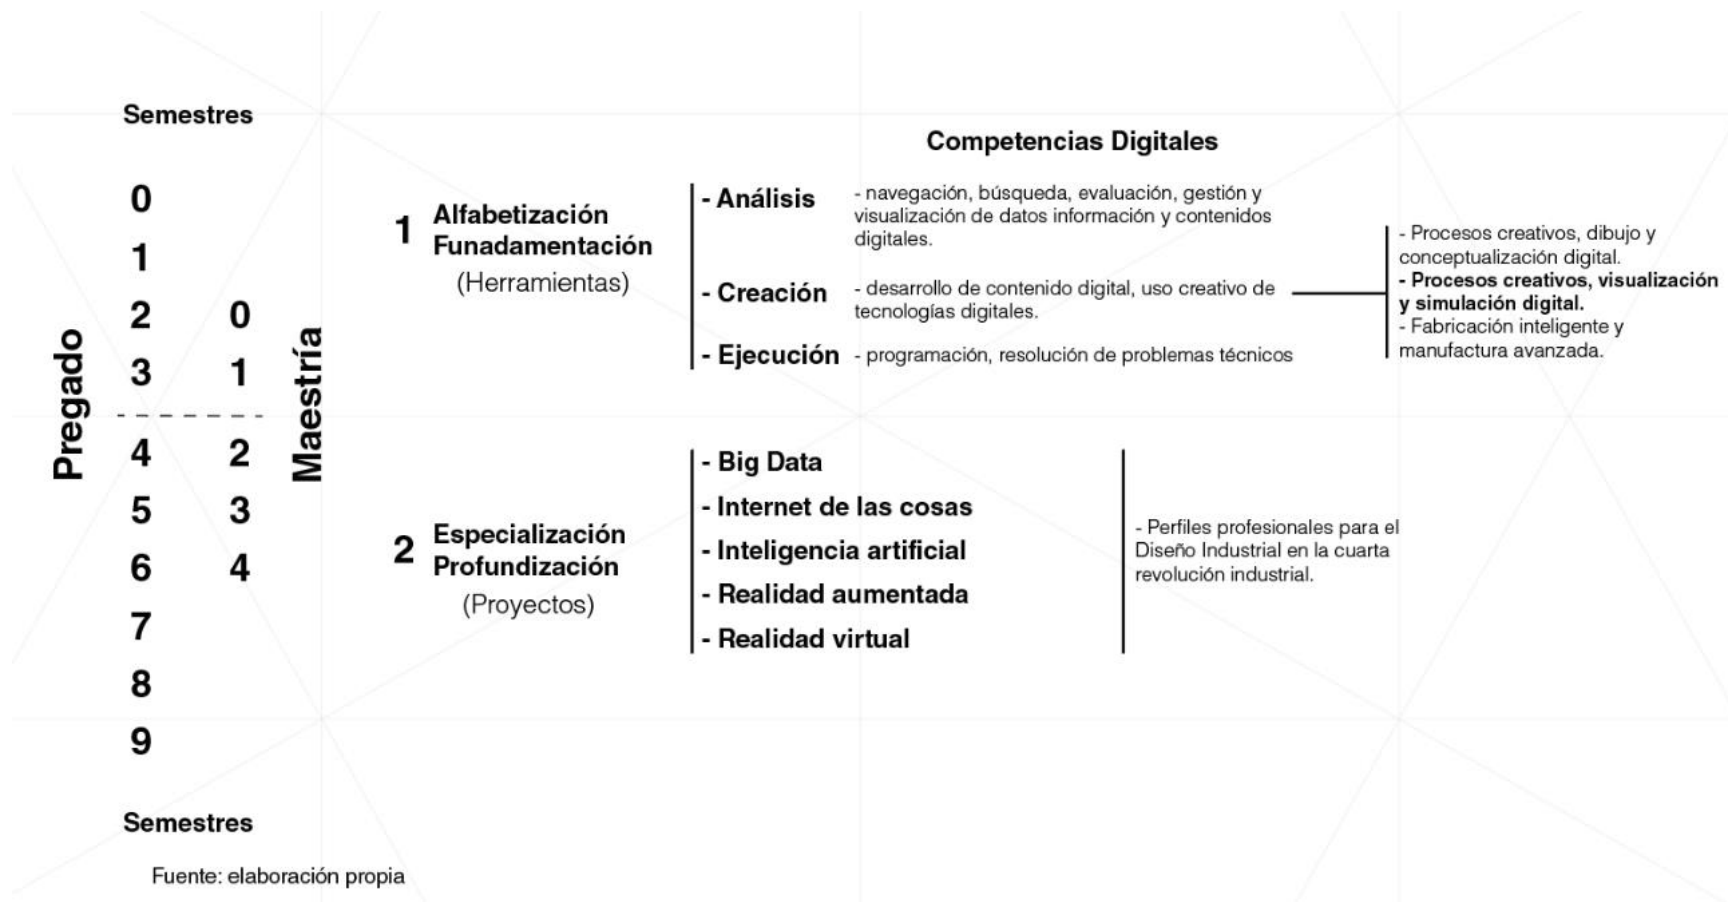 Semestres
Pregado
0
1
2
3
4
5
6
7
8
9
0
1
2
3
4
Maestría
Semestres
Competencias Digitales
1
Alfabetización
Funadamentación
(Herramientas)
- Análisis
- navegación, búsqueda, evaluación, gestión y
visualización de datos información y contenidos
digitales.
- Creación
- desarrollo de contenido digital, uso creativo de
tecnologías digitales.
- Ejecución
- programación, resolución de problemas técnicos
- Procesos creativos, dibujo y
conceptualización digital.
- Procesos creativos, visualización
y simulación digital.
- Fabricación inteligente y
manufactura avanzada.
2
Especialización
Profundización
(Proyectos)
- Big Data
- Internet de las cosas
- Inteligencia artificial
- Realidad aumentada
- Realidad virtual
- Perfiles profesionales para el
Diseño Industrial en la cuarta
revolución industrial.
Fuente: elaboración propia